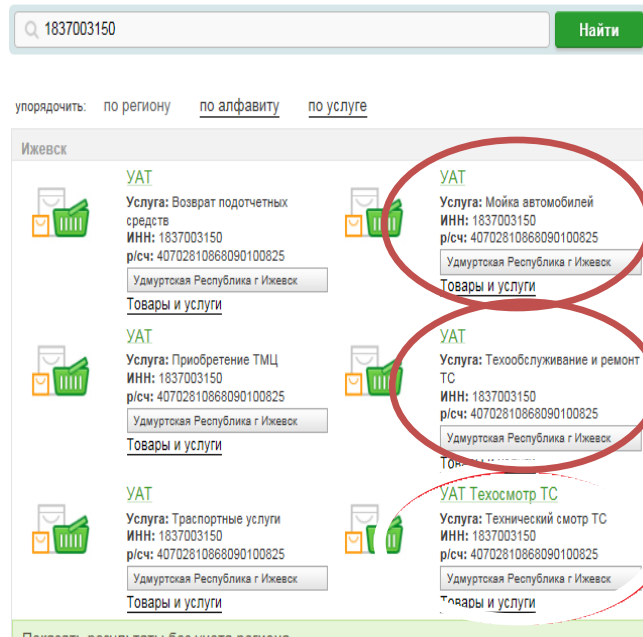 1837003150
Найти
упорядочить: по региону по алфавиту по услуге
Ижевск
УАТ
Услуга: Возврат подотчетных
средств
ИНН: 1837003150
р/сч: 40702810868090100825
Удмуртская Республика г Ижевск
Товары и услуги
УАТ
Услуга: Мойка автомобилей
ИНН: 1837003150
р/сч: 40702810868090100825
Удмуртская Республика г Ижевск
Товары и услуги
УАТ
Услуга: Приобретение ТМЦ
ИНН: 1837003150
р/сч: 40702810868090100825
Удмуртская Республика г Ижевск
Товары и услуги
УАТ
Услуга: Техообслуживание и ремонт
ТС
ИНН: 1837003150
р/сч: 40702810868090100825
Удмуртская Республика г Ижевск
УАТ
Услуга: Траспортные услуги
ИНН: 1837003150
р/сч: 40702810868090100825
Удмуртская Республика г Ижевск
Товары и услуги
УАТ Техосмотр ТС
Услуга: Технический смотр ТС
ИНН: 1837003150
р/сч: 40702810868090100825
Удмуртская Республика г Ижевск
Товары и услуги